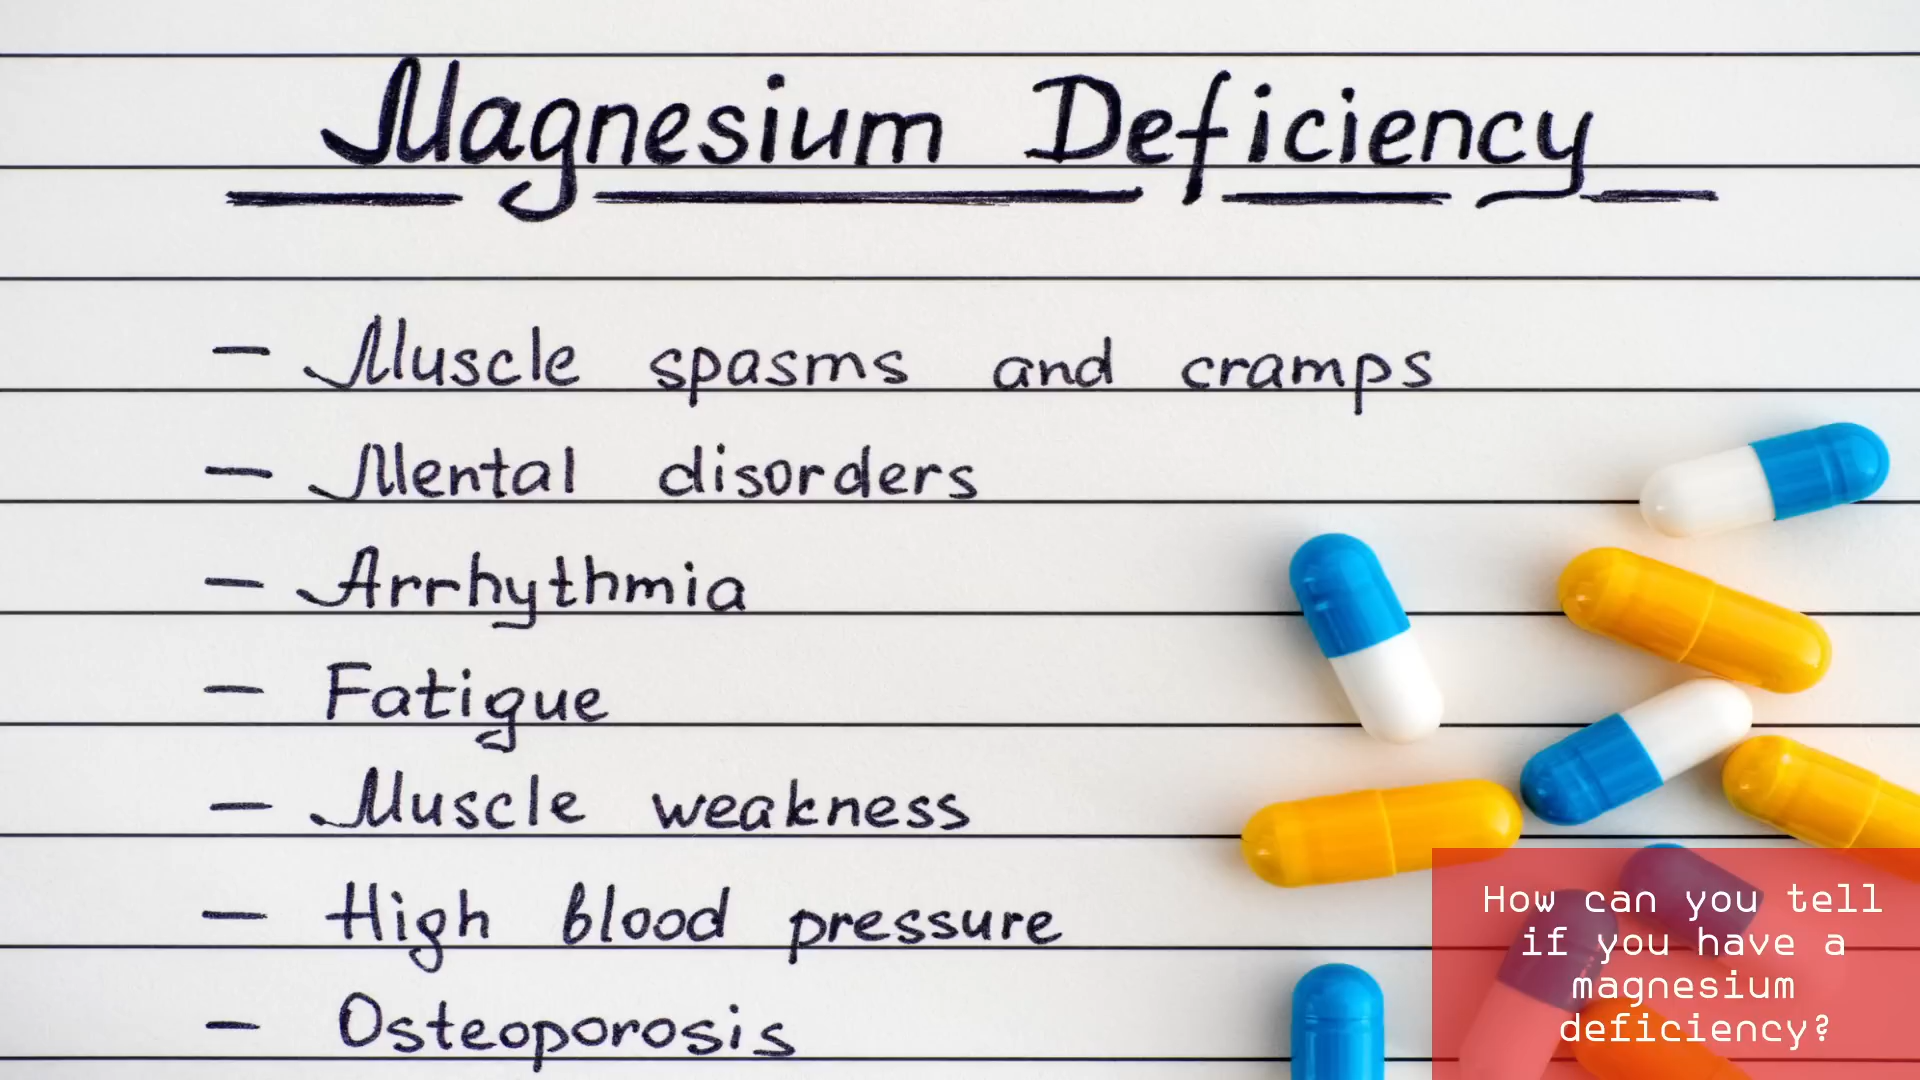 Magnesium Deficiency
- Muscle spasms and cramps
- Mental disorders
- Arrhythmia
- Fatigue
- Muscle weakness
- High blood pressure
- Osteoporosis
How can you tell
if you have a
magnesium
deficiency?